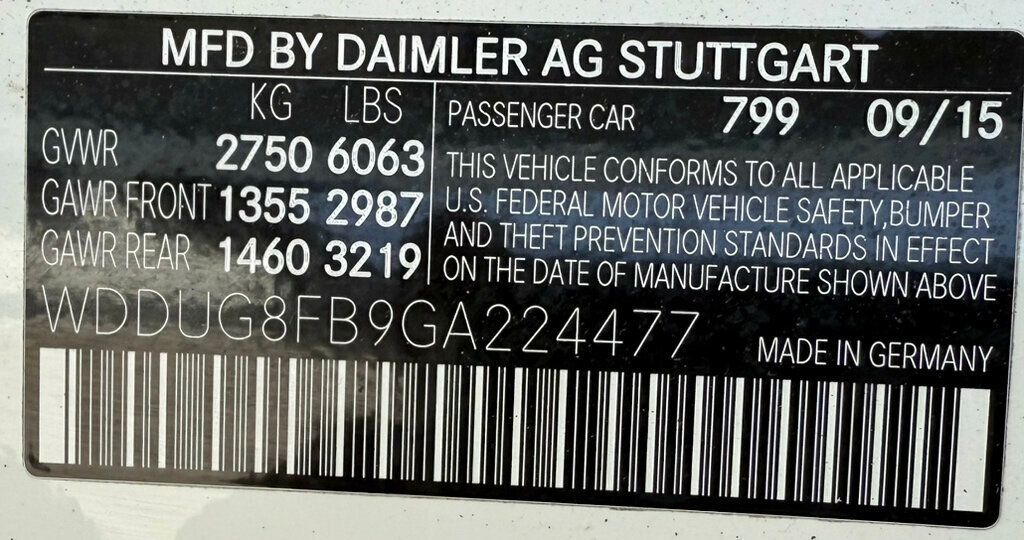 MFD BY DAIMLER AG STUTTGART
KG LBS
GVWR 2750 6063
GAWR FRONT 1355 2987
GAWR REAR 1460 3219
PASSENGER CAR 799 09/15
THIS VEHICLE CONFORMS TO ALL APPLICABLE
U.S. FEDERAL MOTOR VEHICLE SAFETY,BUMPER
AND THEFT PREVENTION STANDARDS IN EFFECT
ON THE DATE OF MANUFACTURE SHOWN ABOVE
WDDUG8FB9GA224477
MADE IN GERMANY